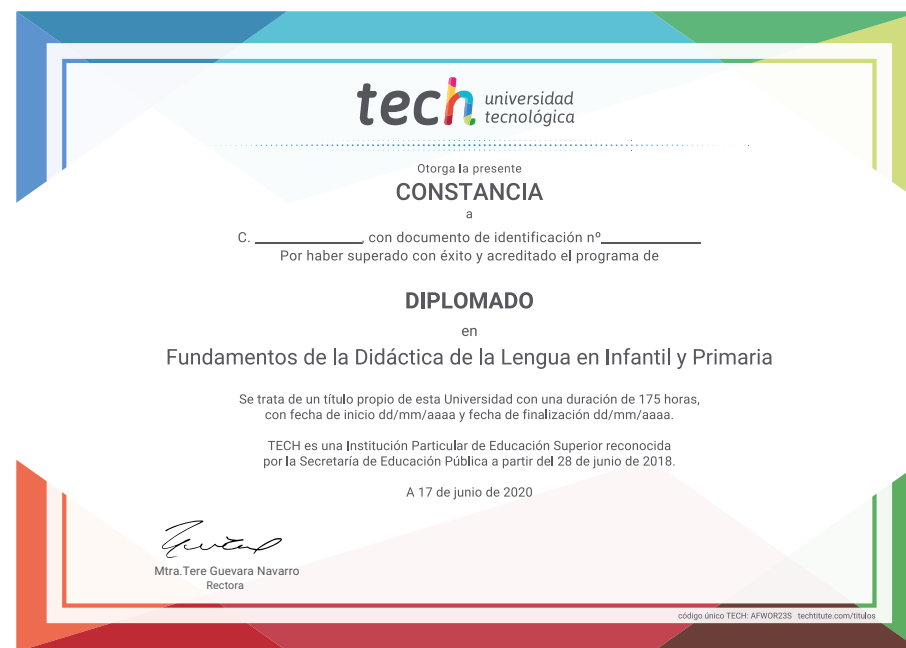 tech universidad
tecnológica
Otorga la presente
CONSTANCIA
a
C. ____________, con documento de identificación nº____________
Por haber superado con éxito y acreditado el programa de
DIPLOMADO
en
Fundamentos de la Didáctica de la Lengua en Infantil y Primaria
Se trata de un título propio de esta Universidad con una duración de 175 horas,
con fecha de inicio dd/mm/aaaa y fecha de finalización dd/mm/aaaa.
TECH es una Institución Particular de Educación Superior reconocida
por la Secretaría de Educación Pública a partir del 28 de junio de 2018.
A 17 de junio de 2020
Mtra.Tere Guevara Navarro
Rectora
código único TECH: AFWOR23S techtitute.com/titulos